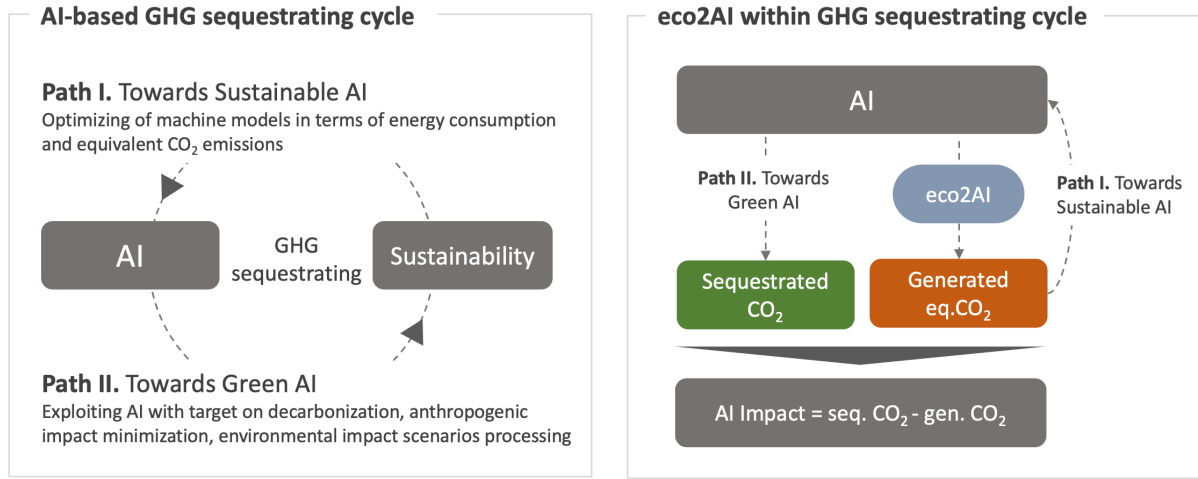 AI-based GHG sequestrating cycle
Path I. Towards Sustainable AI
Optimizing of machine models in terms of energy consumption
and equivalent CO₂ emissions
AI
GHG
sequestrating
Sustainability
Path II. Towards Green AI
Exploiting AI with target on decarbonization, anthropogenic
impact minimization, environmental impact scenarios processing
eco2AI within GHG sequestrating cycle
AI
Path II. Towards
Green AI
eco2AI
Path I. Towards
Sustainable AI
Sequestrated
CO₂
Generated
eq.CO₂
AI Impact = seq. CO₂ - gen. CO₂